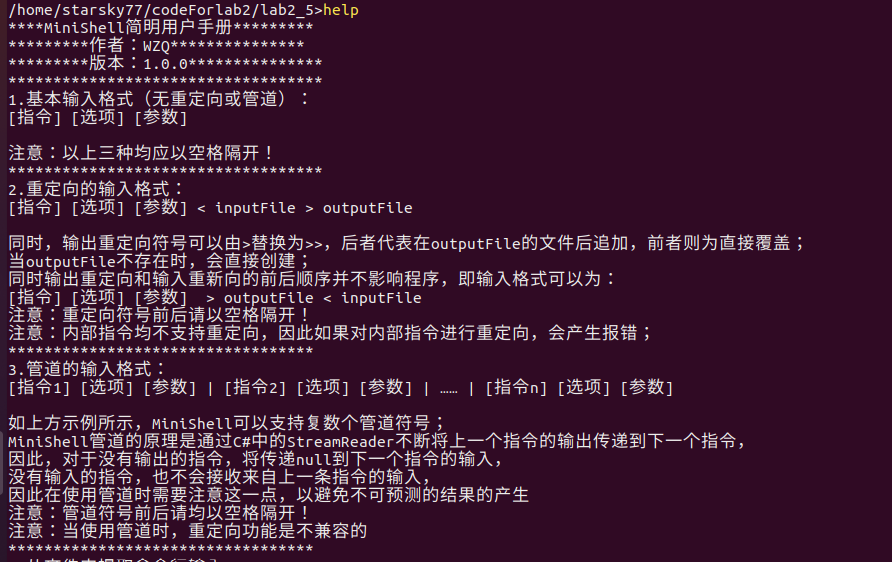 /home/starsky77/codeForlab2/lab2_5>help
****MiniShell简明用户手册*********
*********作者：WZQ***************
*********版本：1.0.0***************
***********************************
1.基本输入格式（无重定向或管道）：
[指令] [选项] [参数]
注意：以上三种均应以空格隔开！
***********************************
2.重定向的输入格式：
[指令] [选项] [参数] < inputFile > outputFile
同时，输出重定向符号可以由>替换为>>，后者代表在outputFile的文件后追加，前者则为直接覆盖；
当outputFile不存在时，会直接创建；
同时输出重定向和输入重新向的前后顺序并不影响程序，即输入格式可以为：
[指令] [选项] [参数]  > outputFile < inputFile
注意：重定向符号前后请以空格隔开！
注意：内部指令均不支持重定向，因此如果对内部指令进行重定向，会产生报错；
**********************************
3.管道的输入格式：
[指令1] [选项] [参数] | [指令2] [选项] [参数] | …… | [指令n] [选项] [参数]
如上方示例所示，MiniShell可以支持复数个管道符号；
MiniShell管道的原理是通过C#中的StreamReader不断将上一个指令的输出传递到下一个指令，
因此，对于没有输出的指令，将传递null到下一个指令的输入，
没有输入的指令，也不会接收来自上一条指令的输入，
因此在使用管道时需要注意这一点，以避免不可预测的结果的产生
注意：管道符号前后请均以空格隔开！
注意：当使用管道时，重定向功能是不兼容的
**********************************